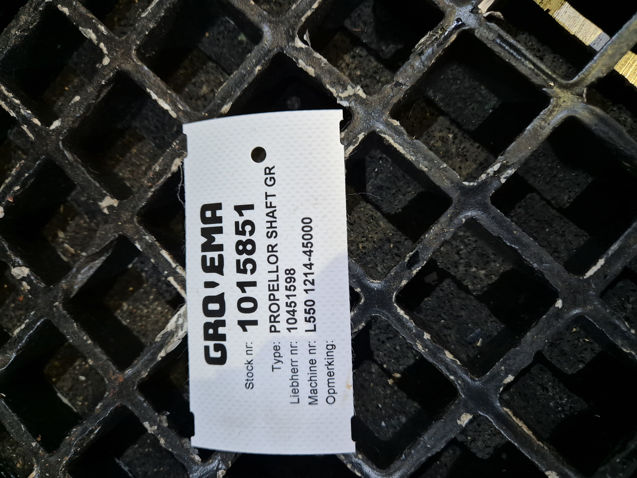 GROVEMA
Stock nr: 1015851
Type: PROPELLOR SHAFT GR
Liebherr nr: 10451598
Machine nr: L550 1214-45000
Opmerking: